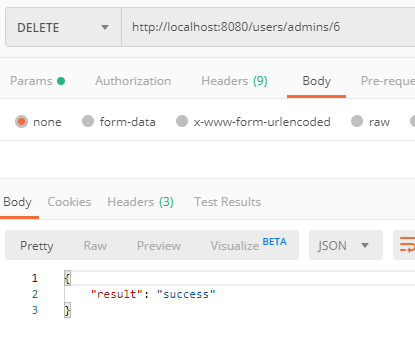 DELETE http://localhost:8080/users/admins/6
Params Authorization Headers (9) Body Pre-reque
none form-data x-www-form-urlencoded raw
Body Cookies Headers (3) Test Results
Pretty Raw Preview Visualize BETA JSON
1 {
2 "result": "success"
3 }